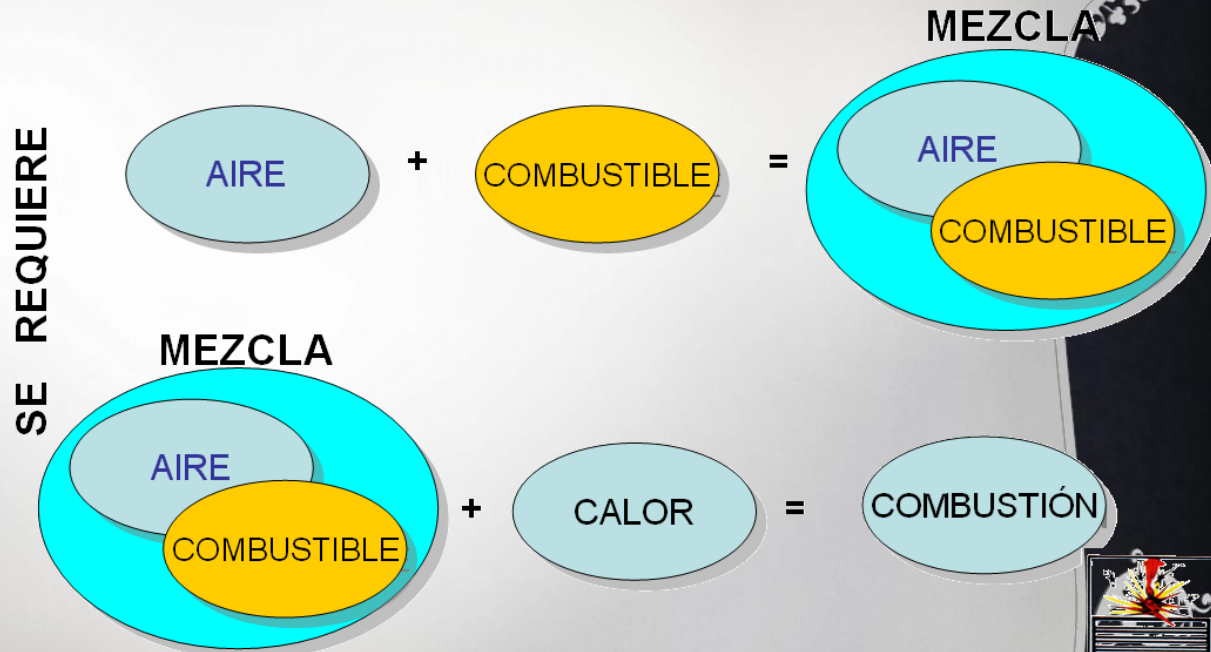 SE REQUIERE
MEZCLA
AIRE + COMBUSTIBLE = AIRE
COMBUSTIBLE
MEZCLA
AIRE
COMBUSTIBLE + CALOR = COMBUSTIÓN